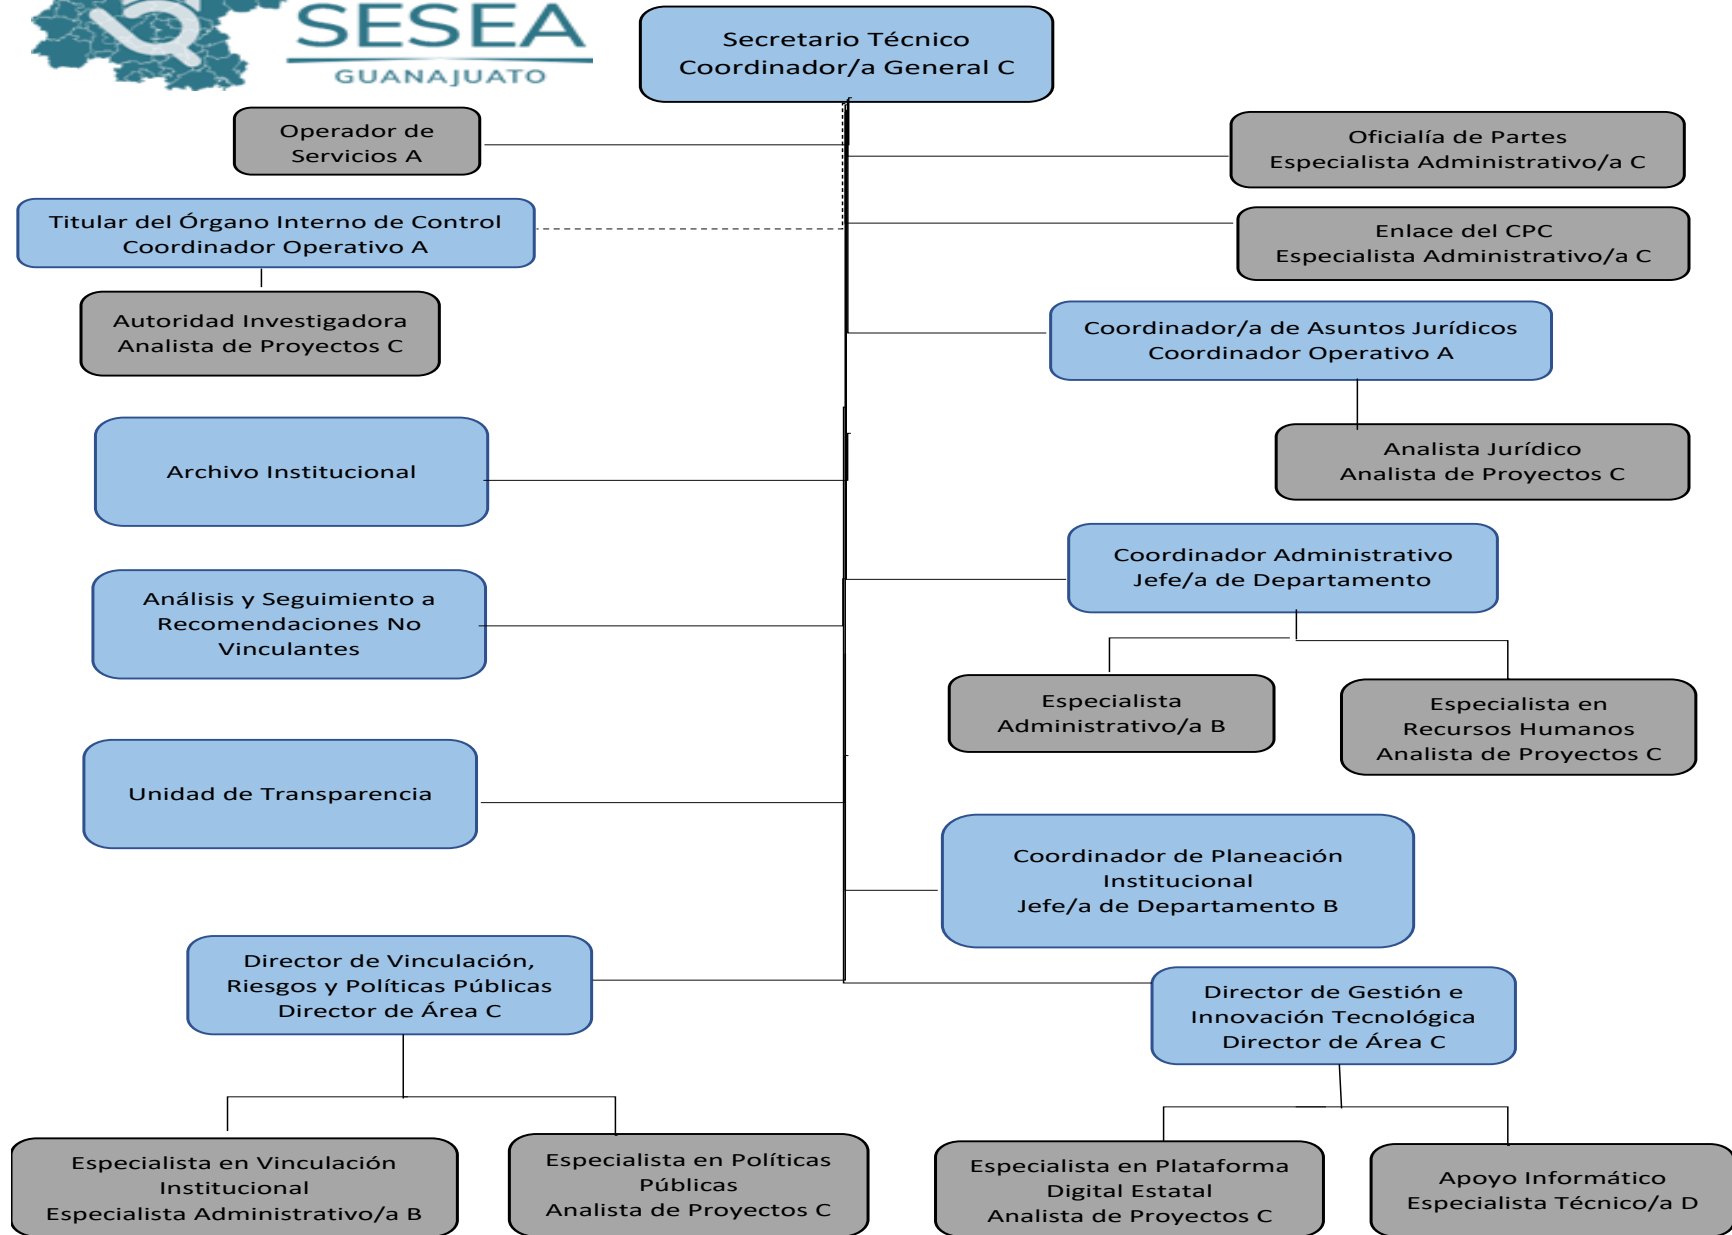 SESEA
GUANAJUATO
Secretario Técnico
Coordinador/a General C
Operador de
Servicios A
Oficialía de Partes
Especialista Administrativo/a C
Titular del Órgano Interno de Control
Coordinador Operativo A
Enlace del CPC
Especialista Administrativo/a C
Autoridad Investigadora
Analista de Proyectos C
Coordinador/a de Asuntos Jurídicos
Coordinador Operativo A
Archivo Institucional
Analista Jurídico
Analista de Proyectos C
Coordinador Administrativo
Jefe/a de Departamento
Análisis y Seguimiento a
Recomendaciones No
Vinculantes
Especialista
Administrativo/a B
Especialista en
Recursos Humanos
Analista de Proyectos C
Unidad de Transparencia
Coordinador de Planeación
Institucional
Jefe/a de Departamento B
Director de Vinculación,
Riesgos y Políticas Públicas
Director de Área C
Director de Gestión e
Innovación Tecnológica
Director de Área C
Especialista en Vinculación
Institucional
Especialista Administrativo/a B
Especialista en Políticas
Públicas
Analista de Proyectos C
Especialista en Plataforma
Digital Estatal
Analista de Proyectos C
Apoyo Informático
Especialista Técnico/a D